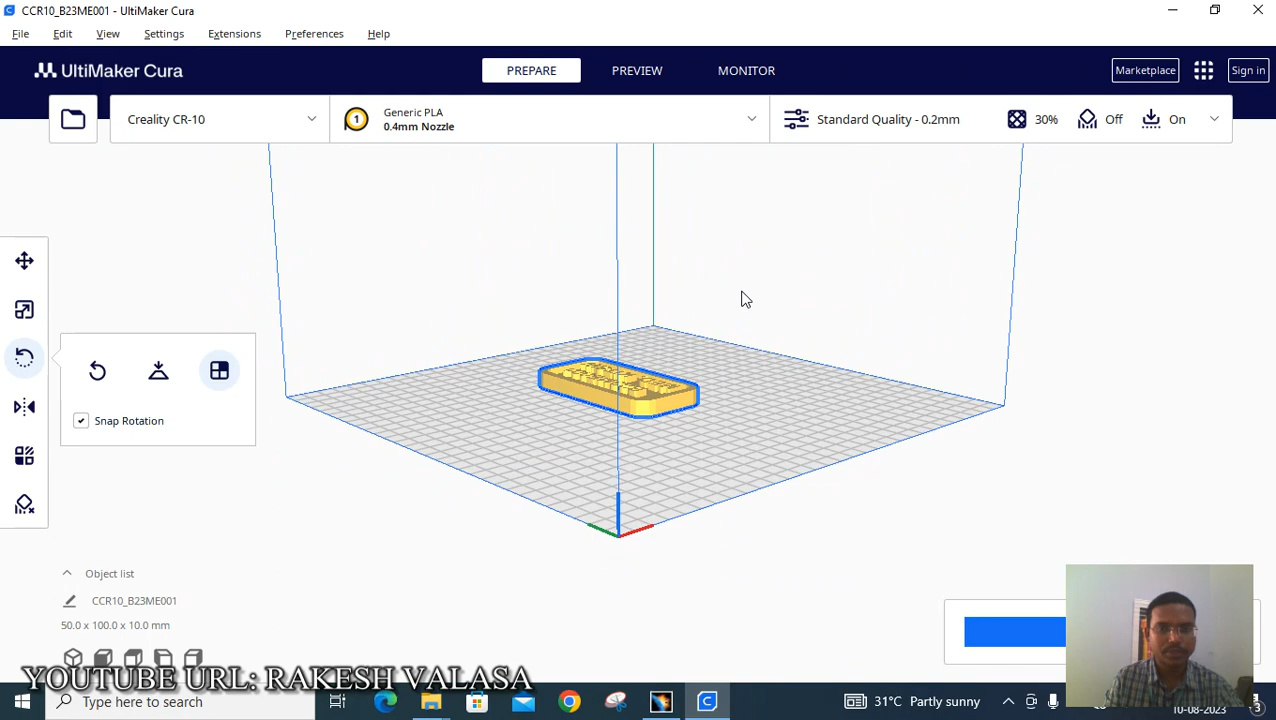 CCR10_B23ME001 - UltiMaker Cura
File Edit View Settings Extensions Preferences Help
UltiMaker Cura PREPARE PREVIEW MONITOR Marketplace Sign in
Creality CR-10 1 Generic PLA 0.4mm Nozzle Standard Quality - 0.2mm 30% Off On
Snap Rotation
Object list
CCR10_B23ME001
50.0 x 100.0 x 10.0 mm
YOUTUBE URL: RAKESH VALASA
Type here to search 31°C Partly sunny
10-08-2023 3